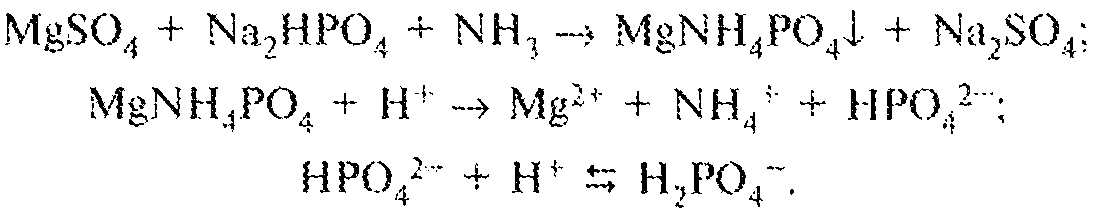 MgSO₄ + Na₂HPO₄ + NH₃ → MgNH₄PO₄↓ + Na₂SO₄;
MgNH₄PO₄ + H⁺ → Mg²⁺ + NH₄⁺ + HPO₄²⁻;
HPO₄²⁻ + H⁺ ⇆ H₂PO₄⁻.